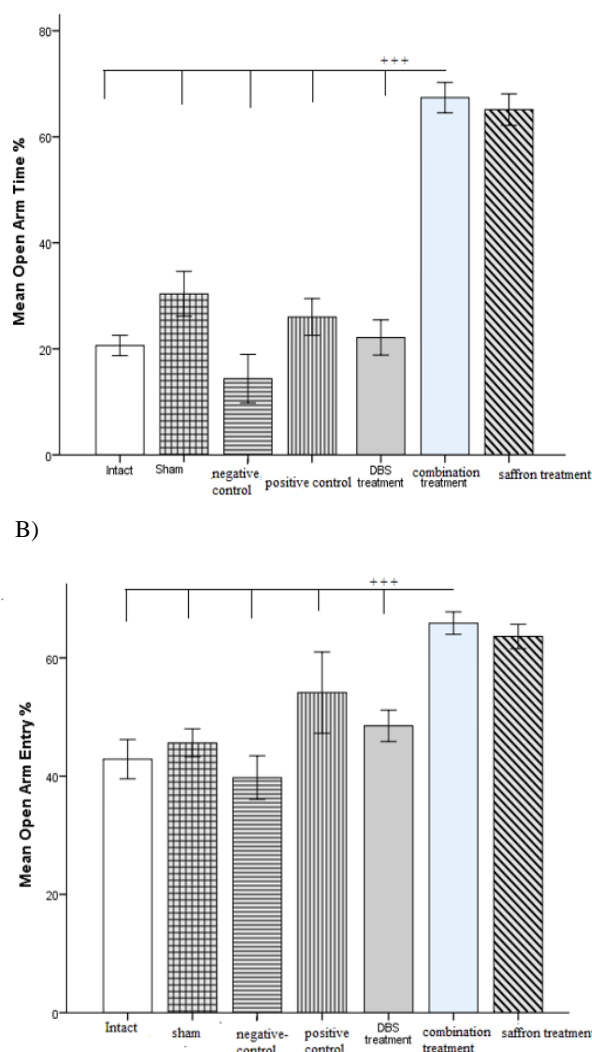 80
60
40
20
0
Mean Open Arm Time %
+++
Intact
Sham
negative
control
positive control
DBS
treatment
combination
treatment
saffron treatment
B)
60
40
20
0
Mean Open Arm Entry %
+++
Intact
sham
negative-
control
positive
control
DBS
treatment
combination
treatment
saffron treatment